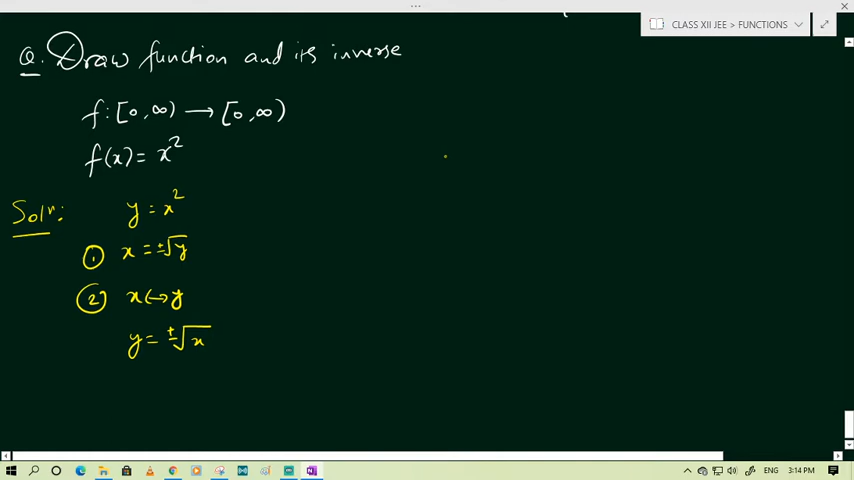 CLASS XII JEE > FUNCTIONS
Q. Draw function and its inverse
f: [0, ∞) → [0, ∞)
f(x) = x²
Solⁿ: y = x²
① x = ±√y
② x ↔ y
y = ±√x
ENG 3:14 PM